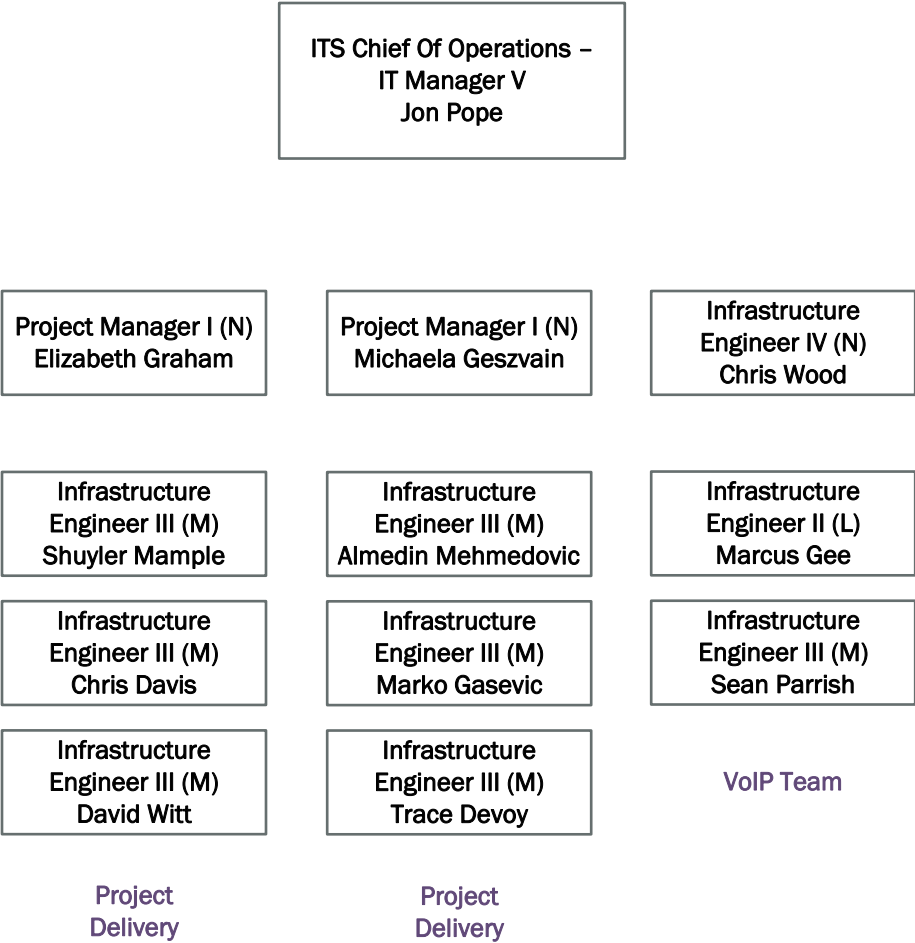 ITS Chief Of Operations –
IT Manager V
Jon Pope
Project Manager I (N)
Elizabeth Graham
Project Manager I (N)
Michaela Geszvain
Infrastructure
Engineer IV (N)
Chris Wood
Infrastructure
Engineer III (M)
Shuyler Mample
Infrastructure
Engineer III (M)
Almedin Mehmedovic
Infrastructure
Engineer II (L)
Marcus Gee
Infrastructure
Engineer III (M)
Chris Davis
Infrastructure
Engineer III (M)
Marko Gasevic
Infrastructure
Engineer III (M)
Sean Parrish
Infrastructure
Engineer III (M)
David Witt
Infrastructure
Engineer III (M)
Trace Devoy
VoIP Team
Project
Delivery
Project
Delivery